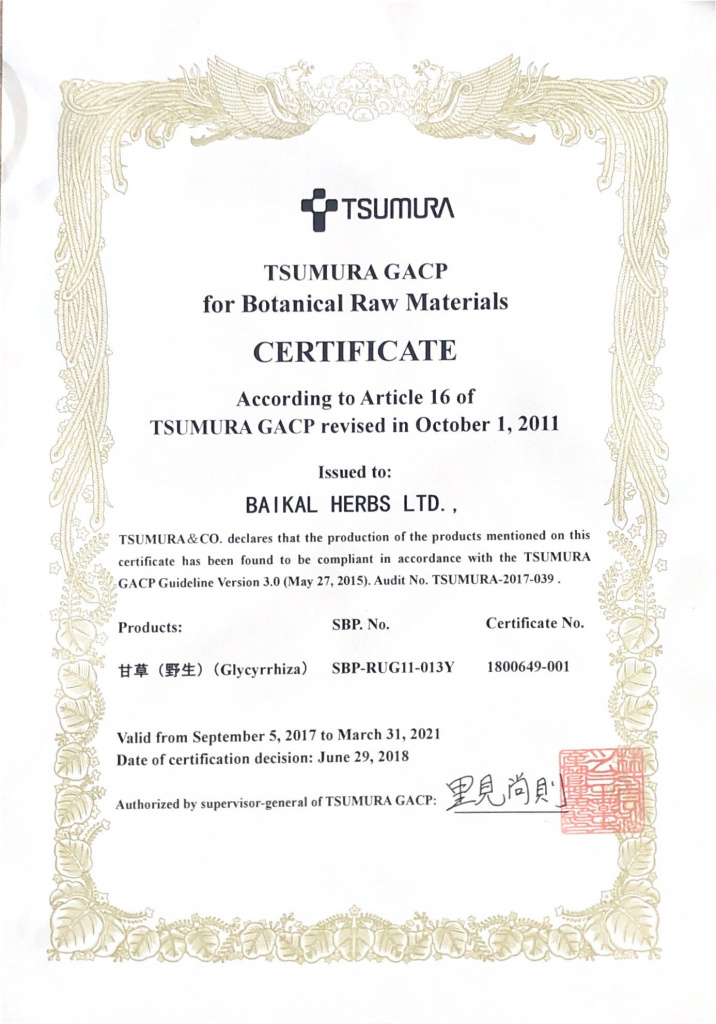 TSUMURA
TSUMURA GACP
for Botanical Raw Materials
CERTIFICATE
According to Article 16 of
TSUMURA GACP revised in October 1, 2011
Issued to:
BAIKAL HERBS LTD.,
TSUMURA&CO. declares that the production of the products mentioned on this
certificate has been found to be compliant in accordance with the TSUMURA
GACP Guideline Version 3.0 (May 27, 2015). Audit No. TSUMURA-2017-039 .
Products: SBP. No. Certificate No.
甘草（野生）（Glycyrrhiza） SBP-RUG11-013Y 1800649-001
Valid from September 5, 2017 to March 31, 2021
Date of certification decision: June 29, 2018
Authorized by supervisor-general of TSUMURA GACP: 里見尚則